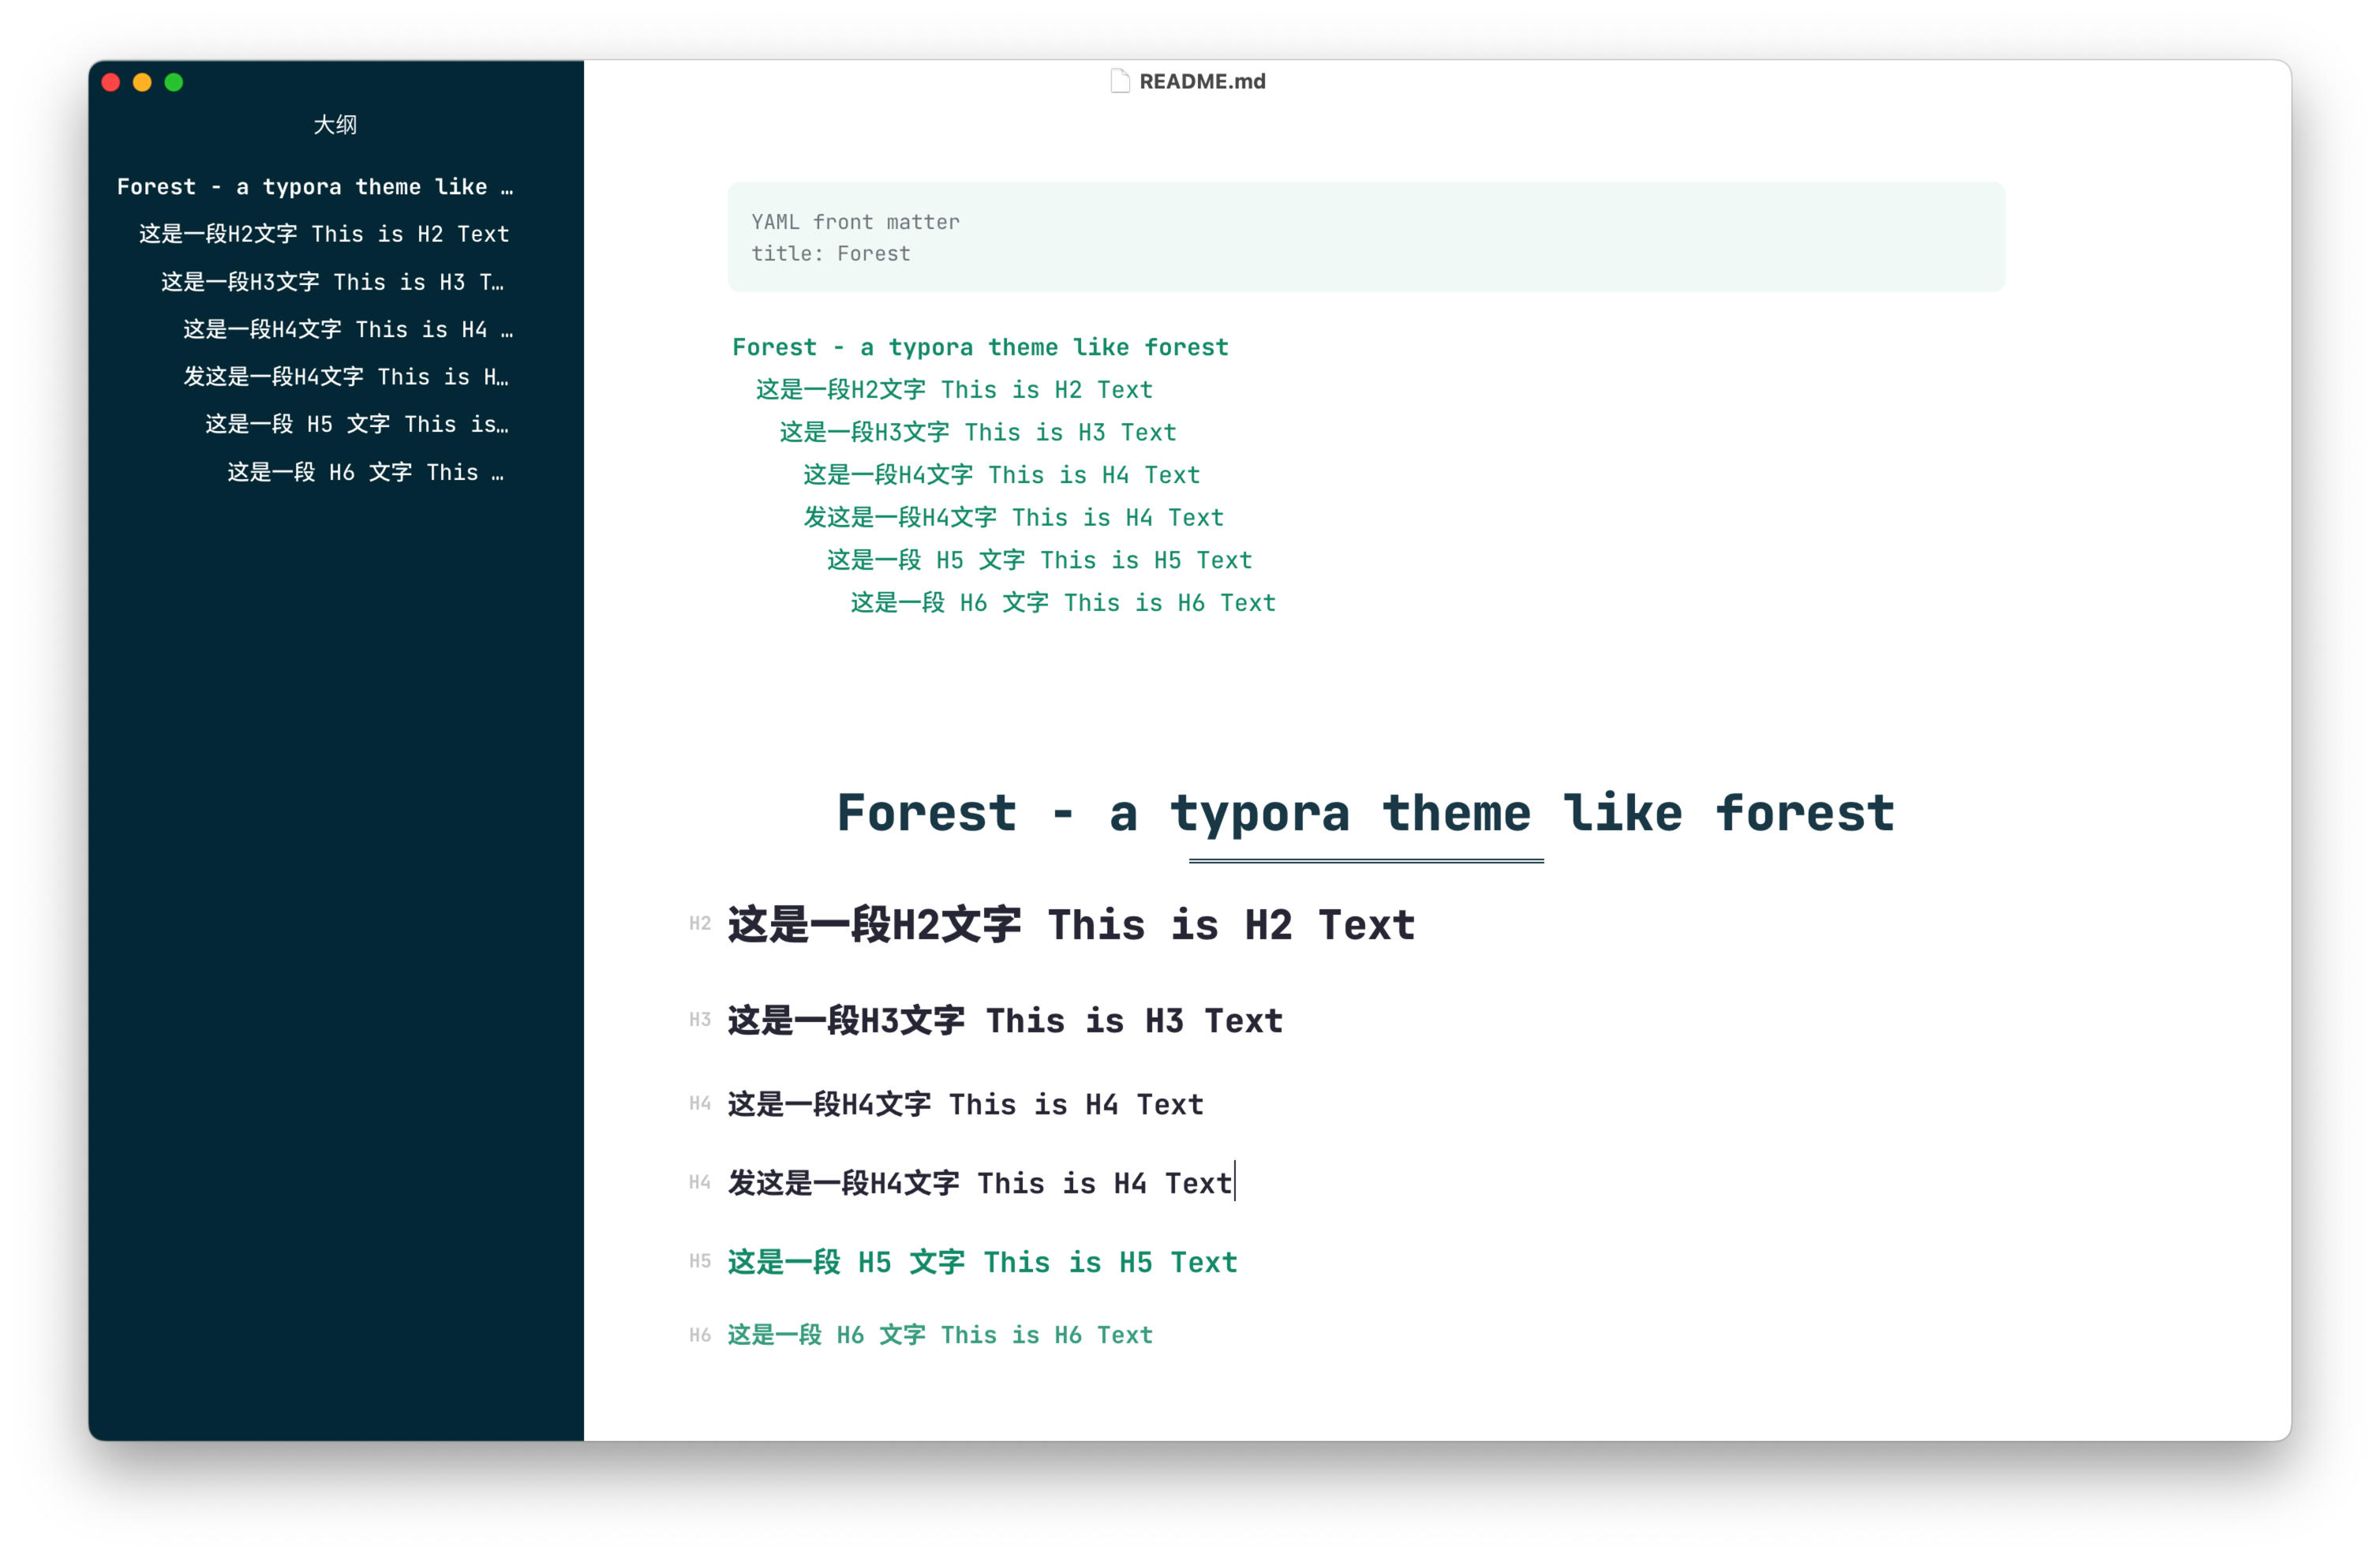 README.md
大纲
Forest - a typora theme like …
这是一段H2文字 This is H2 Text
这是一段H3文字 This is H3 T…
这是一段H4文字 This is H4 …
发这是一段H4文字 This is H…
这是一段 H5 文字 This is…
这是一段 H6 文字 This …
YAML front matter
title: Forest
Forest - a typora theme like forest
这是一段H2文字 This is H2 Text
这是一段H3文字 This is H3 Text
这是一段H4文字 This is H4 Text
发这是一段H4文字 This is H4 Text
这是一段 H5 文字 This is H5 Text
这是一段 H6 文字 This is H6 Text
Forest - a typora theme like forest
H2 这是一段H2文字 This is H2 Text
H3 这是一段H3文字 This is H3 Text
H4 这是一段H4文字 This is H4 Text
H4 发这是一段H4文字 This is H4 Text
H5 这是一段 H5 文字 This is H5 Text
H6 这是一段 H6 文字 This is H6 Text